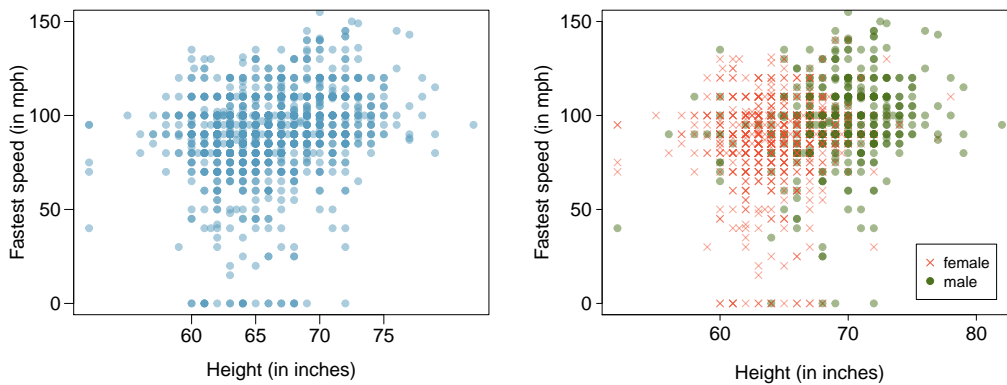 150
100
50
0
Fastest speed (in mph)
60 65 70 75
Height (in inches)
150
100
50
0
Fastest speed (in mph)
60 70 80
Height (in inches)
female
male